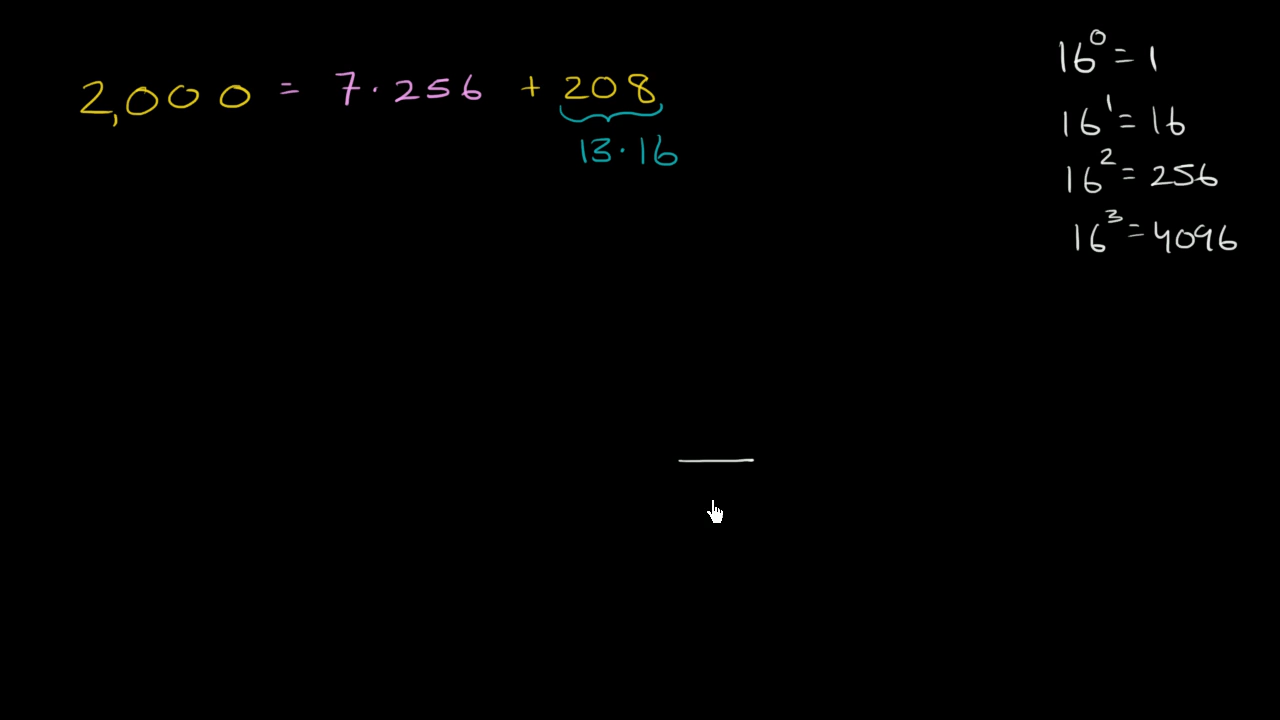 2,000 = 7·256 + 208
13·16
16⁰ = 1
16¹ = 16
16² = 256
16³ = 4096